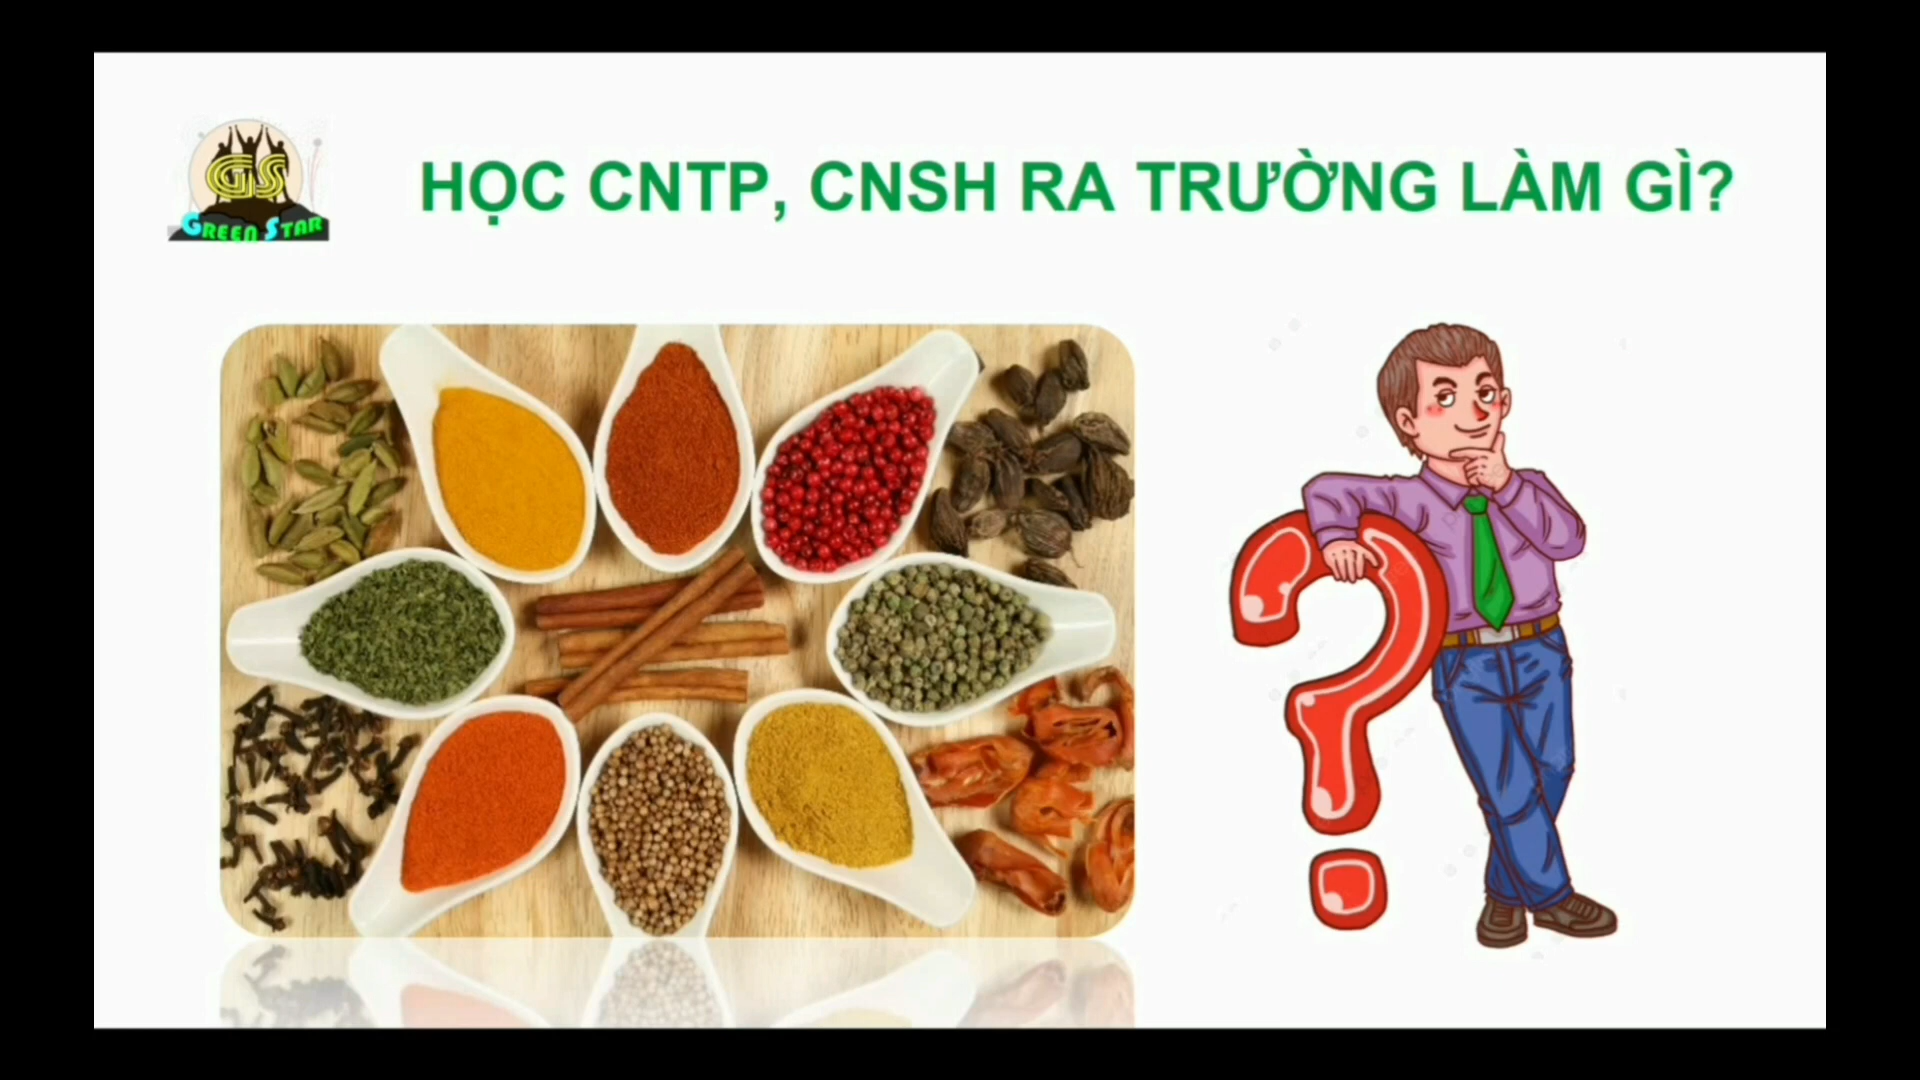 GS
GREEN STAR
HỌC CNTP, CNSH RA TRƯỜNG LÀM GÌ?